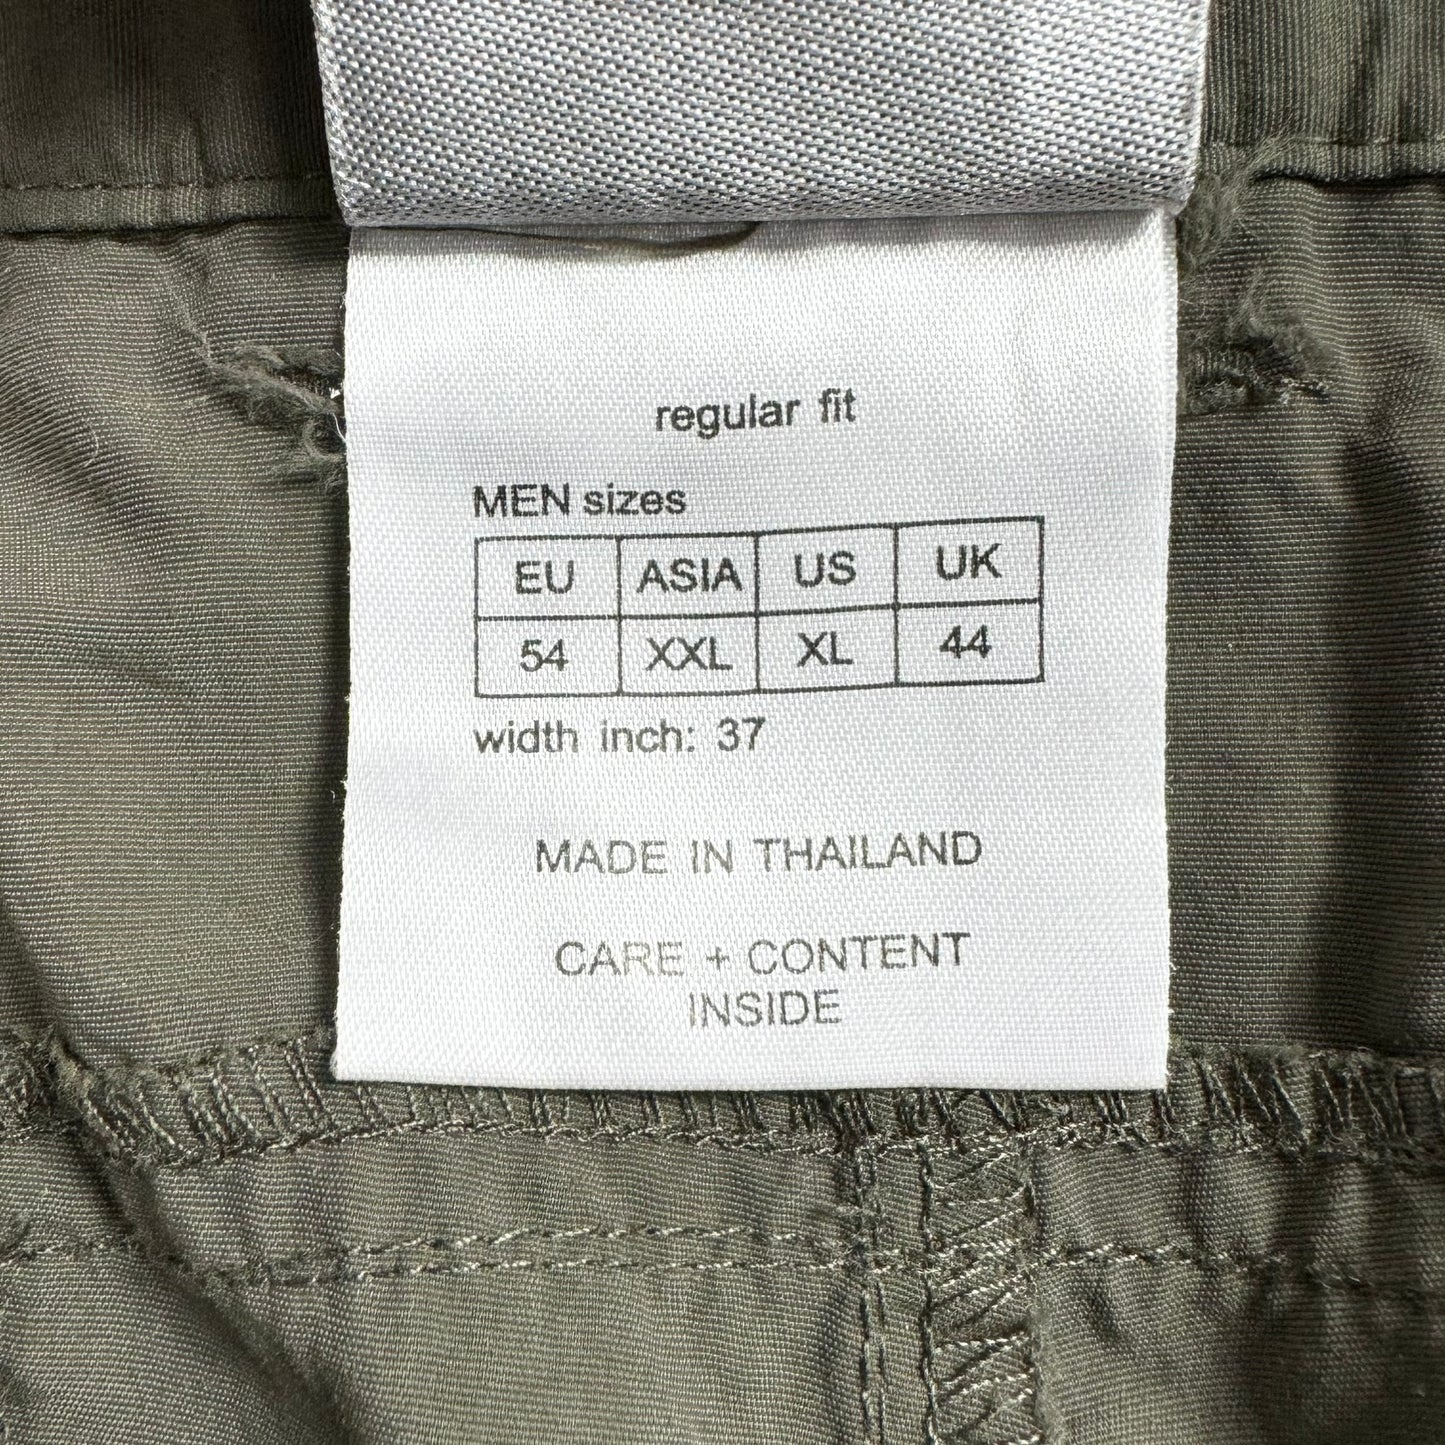 regular fit
MEN sizes
EU ASIA US UK
54 XXL XL 44
width inch: 37
MADE IN THAILAND
CARE + CONTENT
INSIDE